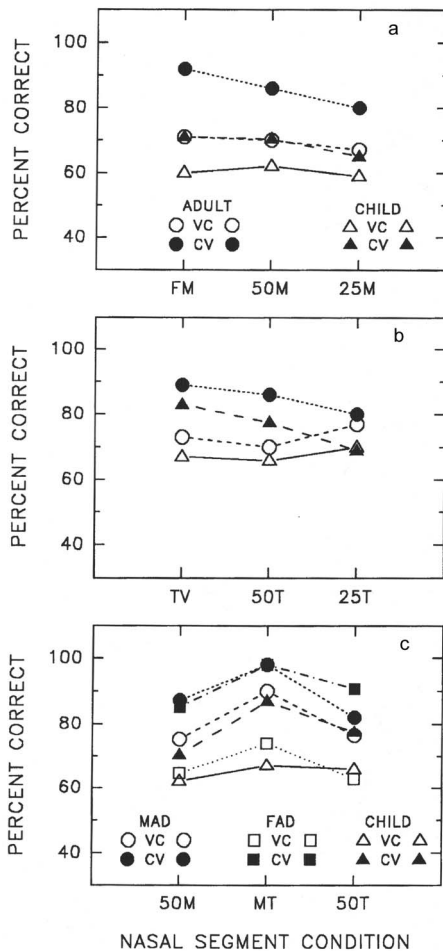 a
PERCENT CORRECT
100
80
60
40
ADULT CHILD
VC VC
CV CV
FM 50M 25M
b
PERCENT CORRECT
100
80
60
40
TV 50T 25T
c
PERCENT CORRECT
100
80
60
40
MAD FAD CHILD
VC VC VC
CV CV CV
50M MT 50T
NASAL SEGMENT CONDITION